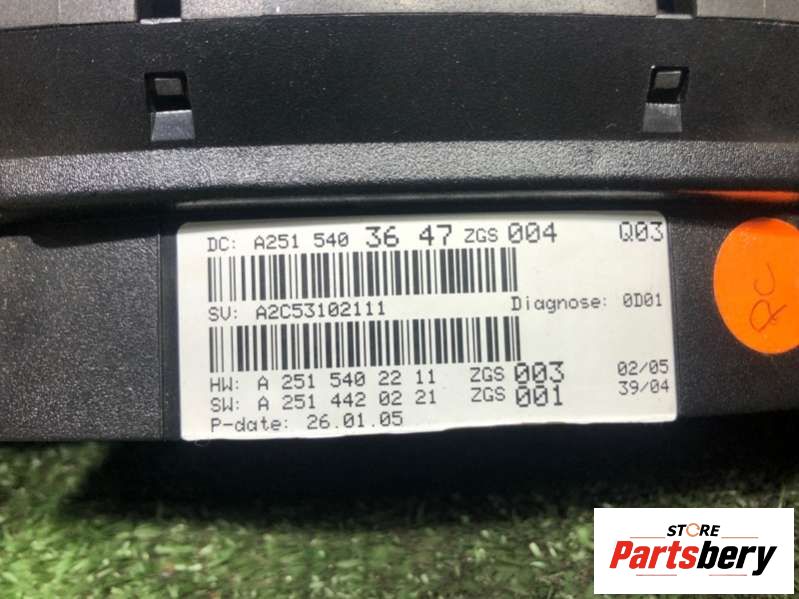 DC: A251 540 36 47 ZGS 004 Q03
SV: A2C53102111 Diagnose: 0D01
HW: A 251 540 22 11 ZGS 003 02/05
SW: A 251 442 02 21 ZGS 001 39/04
P-date: 26.01.05
QC
STORE
Partsbery